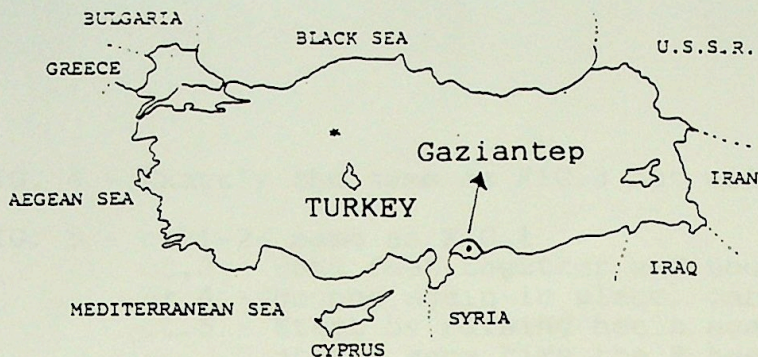 BULGARIA
BLACK SEA
U.S.S.R.
GREECE
Gaziantep
AEGEAN SEA
TURKEY
IRAN
MEDITERRANEAN SEA
SYRIA
IRAQ
CYPRUS